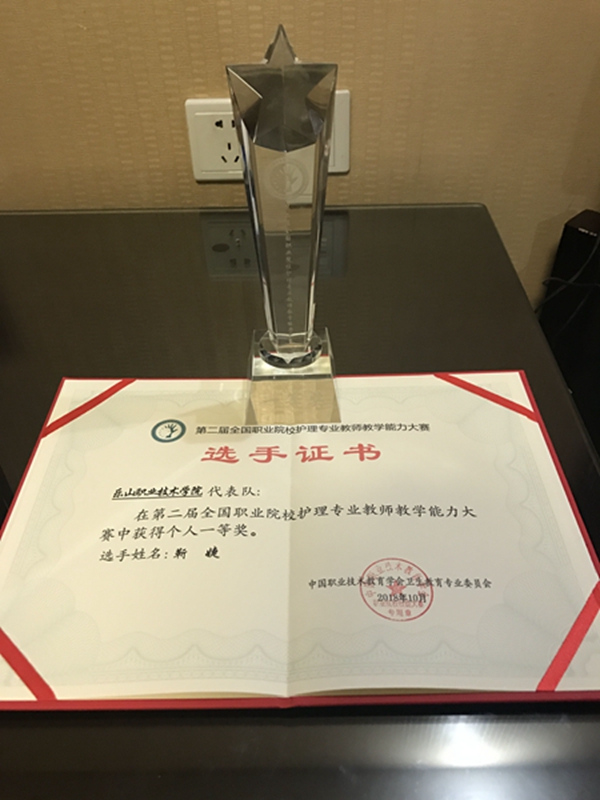 第二届全国职业院校护理专业教师教学能力大赛
选手证书
乐山职业技术学院 代表队:
在第二届全国职业院校护理专业教师教学能力大
赛中获得个人一等奖。
选手姓名: 靳 婕
中国职业技术教育学会卫生教育专业委员会
2018年10月